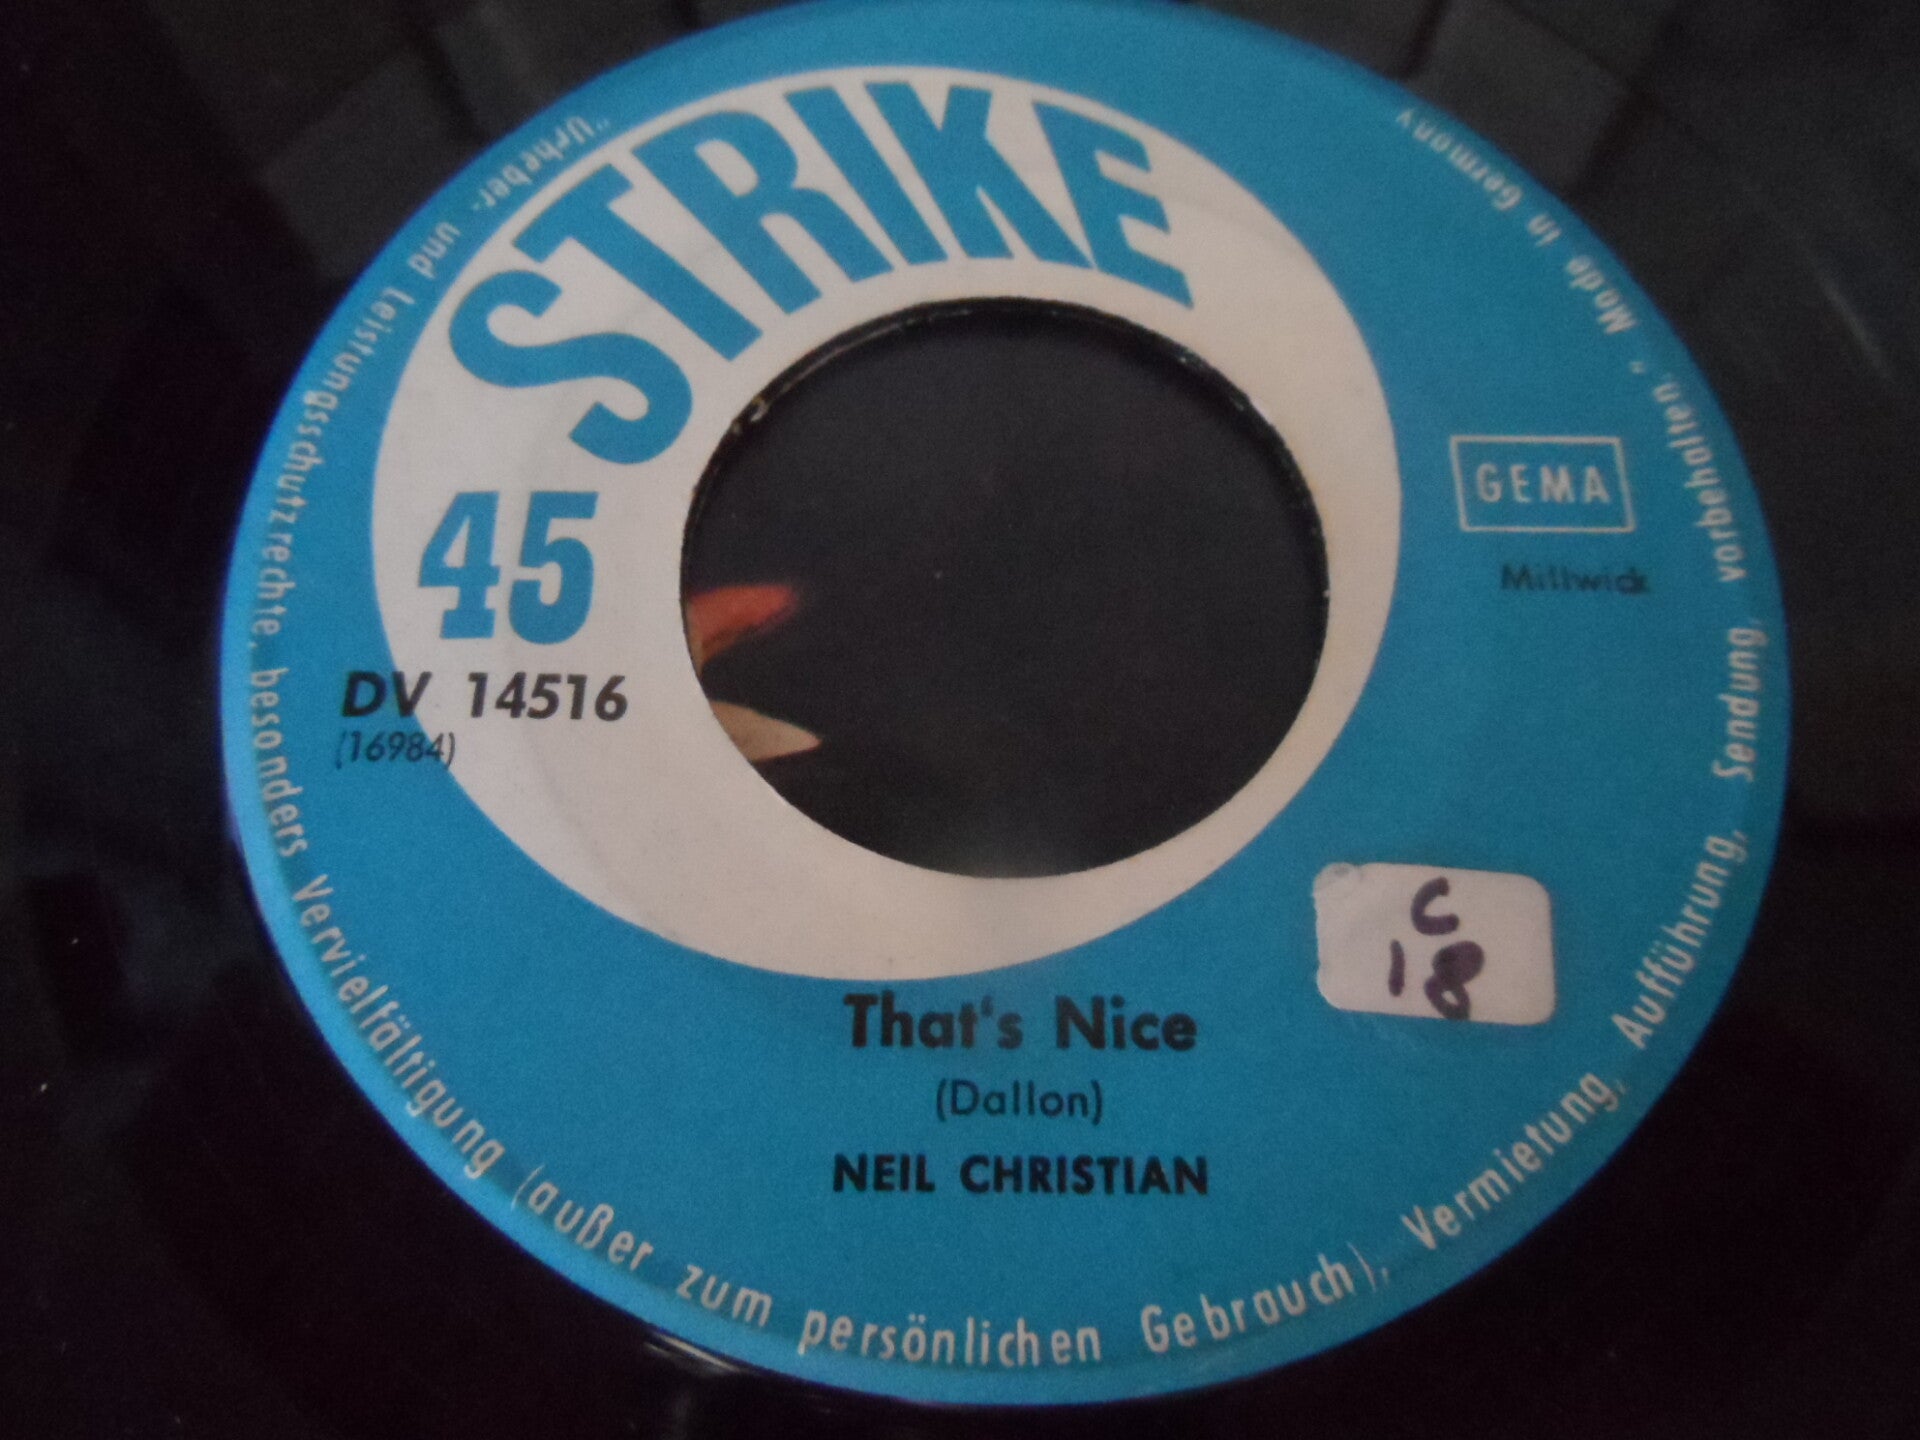 STRIKE
45
DV 14516
(16984)
GEMA
Millwick
C
18
That's Nice
(Dallon)
NEIL CHRISTIAN
"Urheber- und Leistungsschutzrechte, besonders Vervielfältigung (außer zum persönlichen Gebrauch), Vermietung, Aufführung, Sendung, vorbehalten." Made in Germany